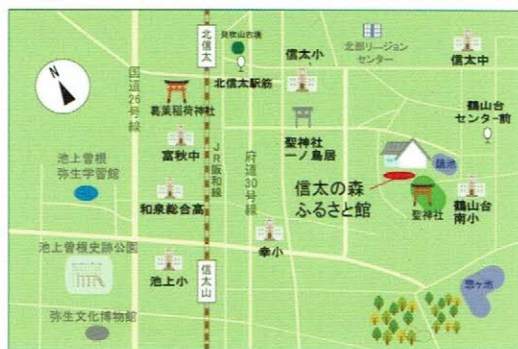 北信太
貝吹山古墳
北信太駅筋
信太小
北部リージョン
センター
信太中
N
国道26号線
葛葉稲荷神社
聖神社
一ノ鳥居
鶴山台
センター前
池上曽根
弥生学習館
富秋中
JR阪和線
府道30号線
鏡池
信太の森
ふるさと館
聖神社
鶴山台
南小
和泉総合高
池上曽根史跡公園
池上小
信太山
幸小
惣ヶ池
弥生文化博物館